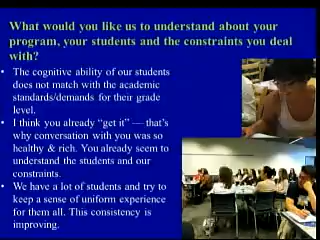 What would you like us to understand about your
program, your students and the constraints you deal
with?
• The cognitive ability of our students
does not match with the academic
standards/demands for their grade
level.
• I think you already "get it" — that's
why conversation with you was so
healthy & rich. You already seem to
understand the students and our
constraints.
• We have a lot of students and try to
keep a sense of uniform experience
for them all. This consistency is
improving.